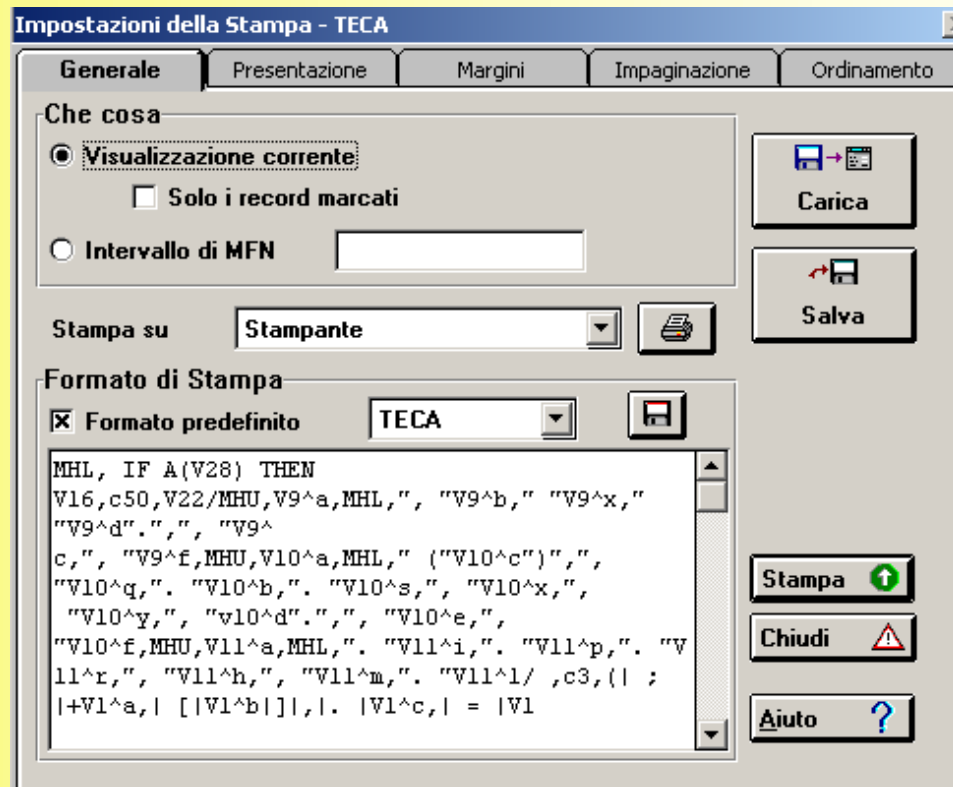 Impostazioni della Stampa - TECA
Generale Presentazione Margini Impaginazione Ordinamento
Che cosa
Visualizzazione corrente
Solo i record marcati
Intervallo di MFN
Carica
Salva
Stampa su Stampante
Formato di Stampa
Formato predefinito TECA
MHL, IF A(V28) THEN
V16,c50,V22/MHU,V9^a,MHL,", "V9^b," "V9^x,"
"V9^d".",", "V9^
c,", "V9^f,MHU,V10^a,MHL," ("V10^c")",",
"V10^q,". "V10^b,". "V10^s,", "V10^x,",
"V10^y,", "v10^d".",", "V10^e,",
"V10^f,MHU,V11^a,MHL,". "V11^i,". "V11^p,". "V
11^r,", "V11^h,", "V11^m,". "V11^l/ ,c3,(| ;
|+V1^a,| [|V1^b|]|,|. |V1^c,| = |V1
Stampa
Chiudi
Aiuto ?